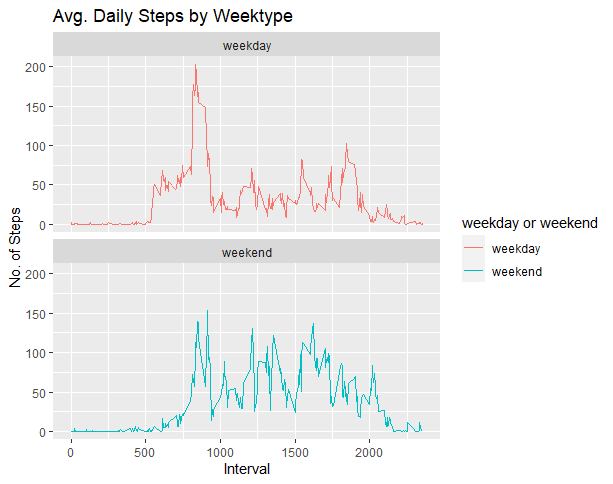 Avg. Daily Steps by Weektype
weekday
200
150
100
50
0
weekend
200
150
100
50
0
No. of Steps
0 500 1000 1500 2000
Interval
weekday or weekend
weekday
weekend